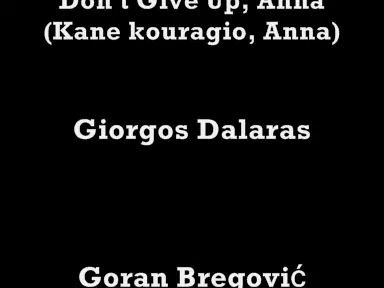 Don't Give Up, Anna
(Kane kouragio, Anna)
Giorgos Dalaras
Goran Bregović